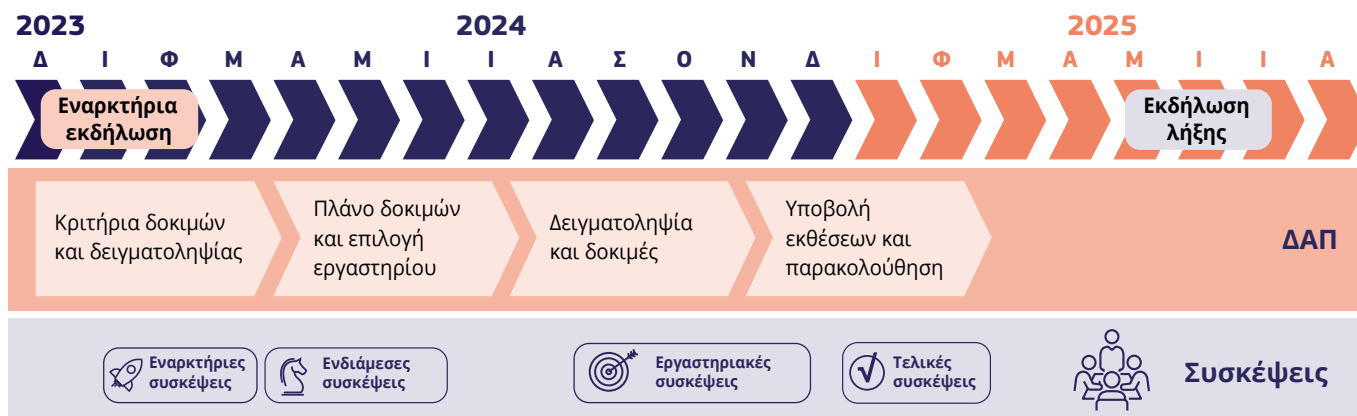 2023 2024 2025
Δ Ι Φ Μ Α Μ Ι Ι Α Σ Ο Ν Δ Ι Φ Μ Α Μ Ι Ι Α
Εναρκτήρια
εκδήλωση
Εκδήλωση
λήξης
Κριτήρια δοκιμών
και δειγματοληψίας
Πλάνο δοκιμών
και επιλογή
εργαστηρίου
Δειγματοληψία
και δοκιμές
Υποβολή
εκθέσεων και
παρακολούθηση
ΔΑΠ
Εναρκτήριες
συσκέψεις
Ενδιάμεσες
συσκέψεις
Εργαστηριακές
συσκέψεις
Τελικές
συσκέψεις
Συσκέψεις